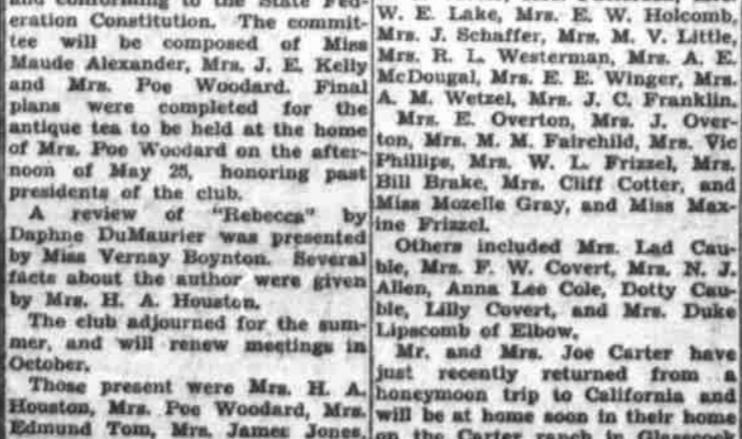 and conforming to the State Fed-
eration Constitution. The commit-
tee will be composed of Miss
Maude Alexander, Mrs. J. E. Kelly
and Mrs. Poe Woodard. Final
plans were completed for the
antique tea to be held at the home
of Mrs. Poe Woodard on the after-
noon of May 25, honoring past
presidents of the club.
A review of "Rebecca" by
Daphne DuMaurier was presented
by Miss Vernay Boynton. Several
facts about the author were given
by Mrs. H. A. Houston.
The club adjourned for the sum-
mer, and will renew meetings in
October.
Those present were Mrs. H. A.
Houston, Mrs. Poe Woodard, Mrs.
Edmund Tom, Mrs. James Jones,
W. E. Lake, Mrs. E. W. Holcomb,
Mrs. J. Schaffer, Mrs. M. V. Little,
Mrs. R. L. Westerman, Mrs. A. E.
McDougal, Mrs. E. E. Winger, Mrs.
A. M. Wetzel, Mrs. J. C. Franklin.
Mrs. E. Overton, Mrs. J. Over-
ton, Mrs. M. M. Fairchild, Mrs. Vic
Phillips, Mrs. W. L. Frizzel, Mrs.
Bill Brake, Mrs. Cliff Cotter, and
Miss Mozelle Gray, and Miss Max-
ine Frizzel.
Others included Mrs. Lad Cau-
ble, Mrs. F. W. Covert, Mrs. N. J.
Allen, Anna Lee Cole, Dotty Cau-
ble, Lilly Covert, and Mrs. Duke
Lipscomb of Elbow.
Mr. and Mrs. Joe Carter have
just recently returned from a
honeymoon trip to California and
will be at home soon in their home
on the Carter ranch in Glasscock